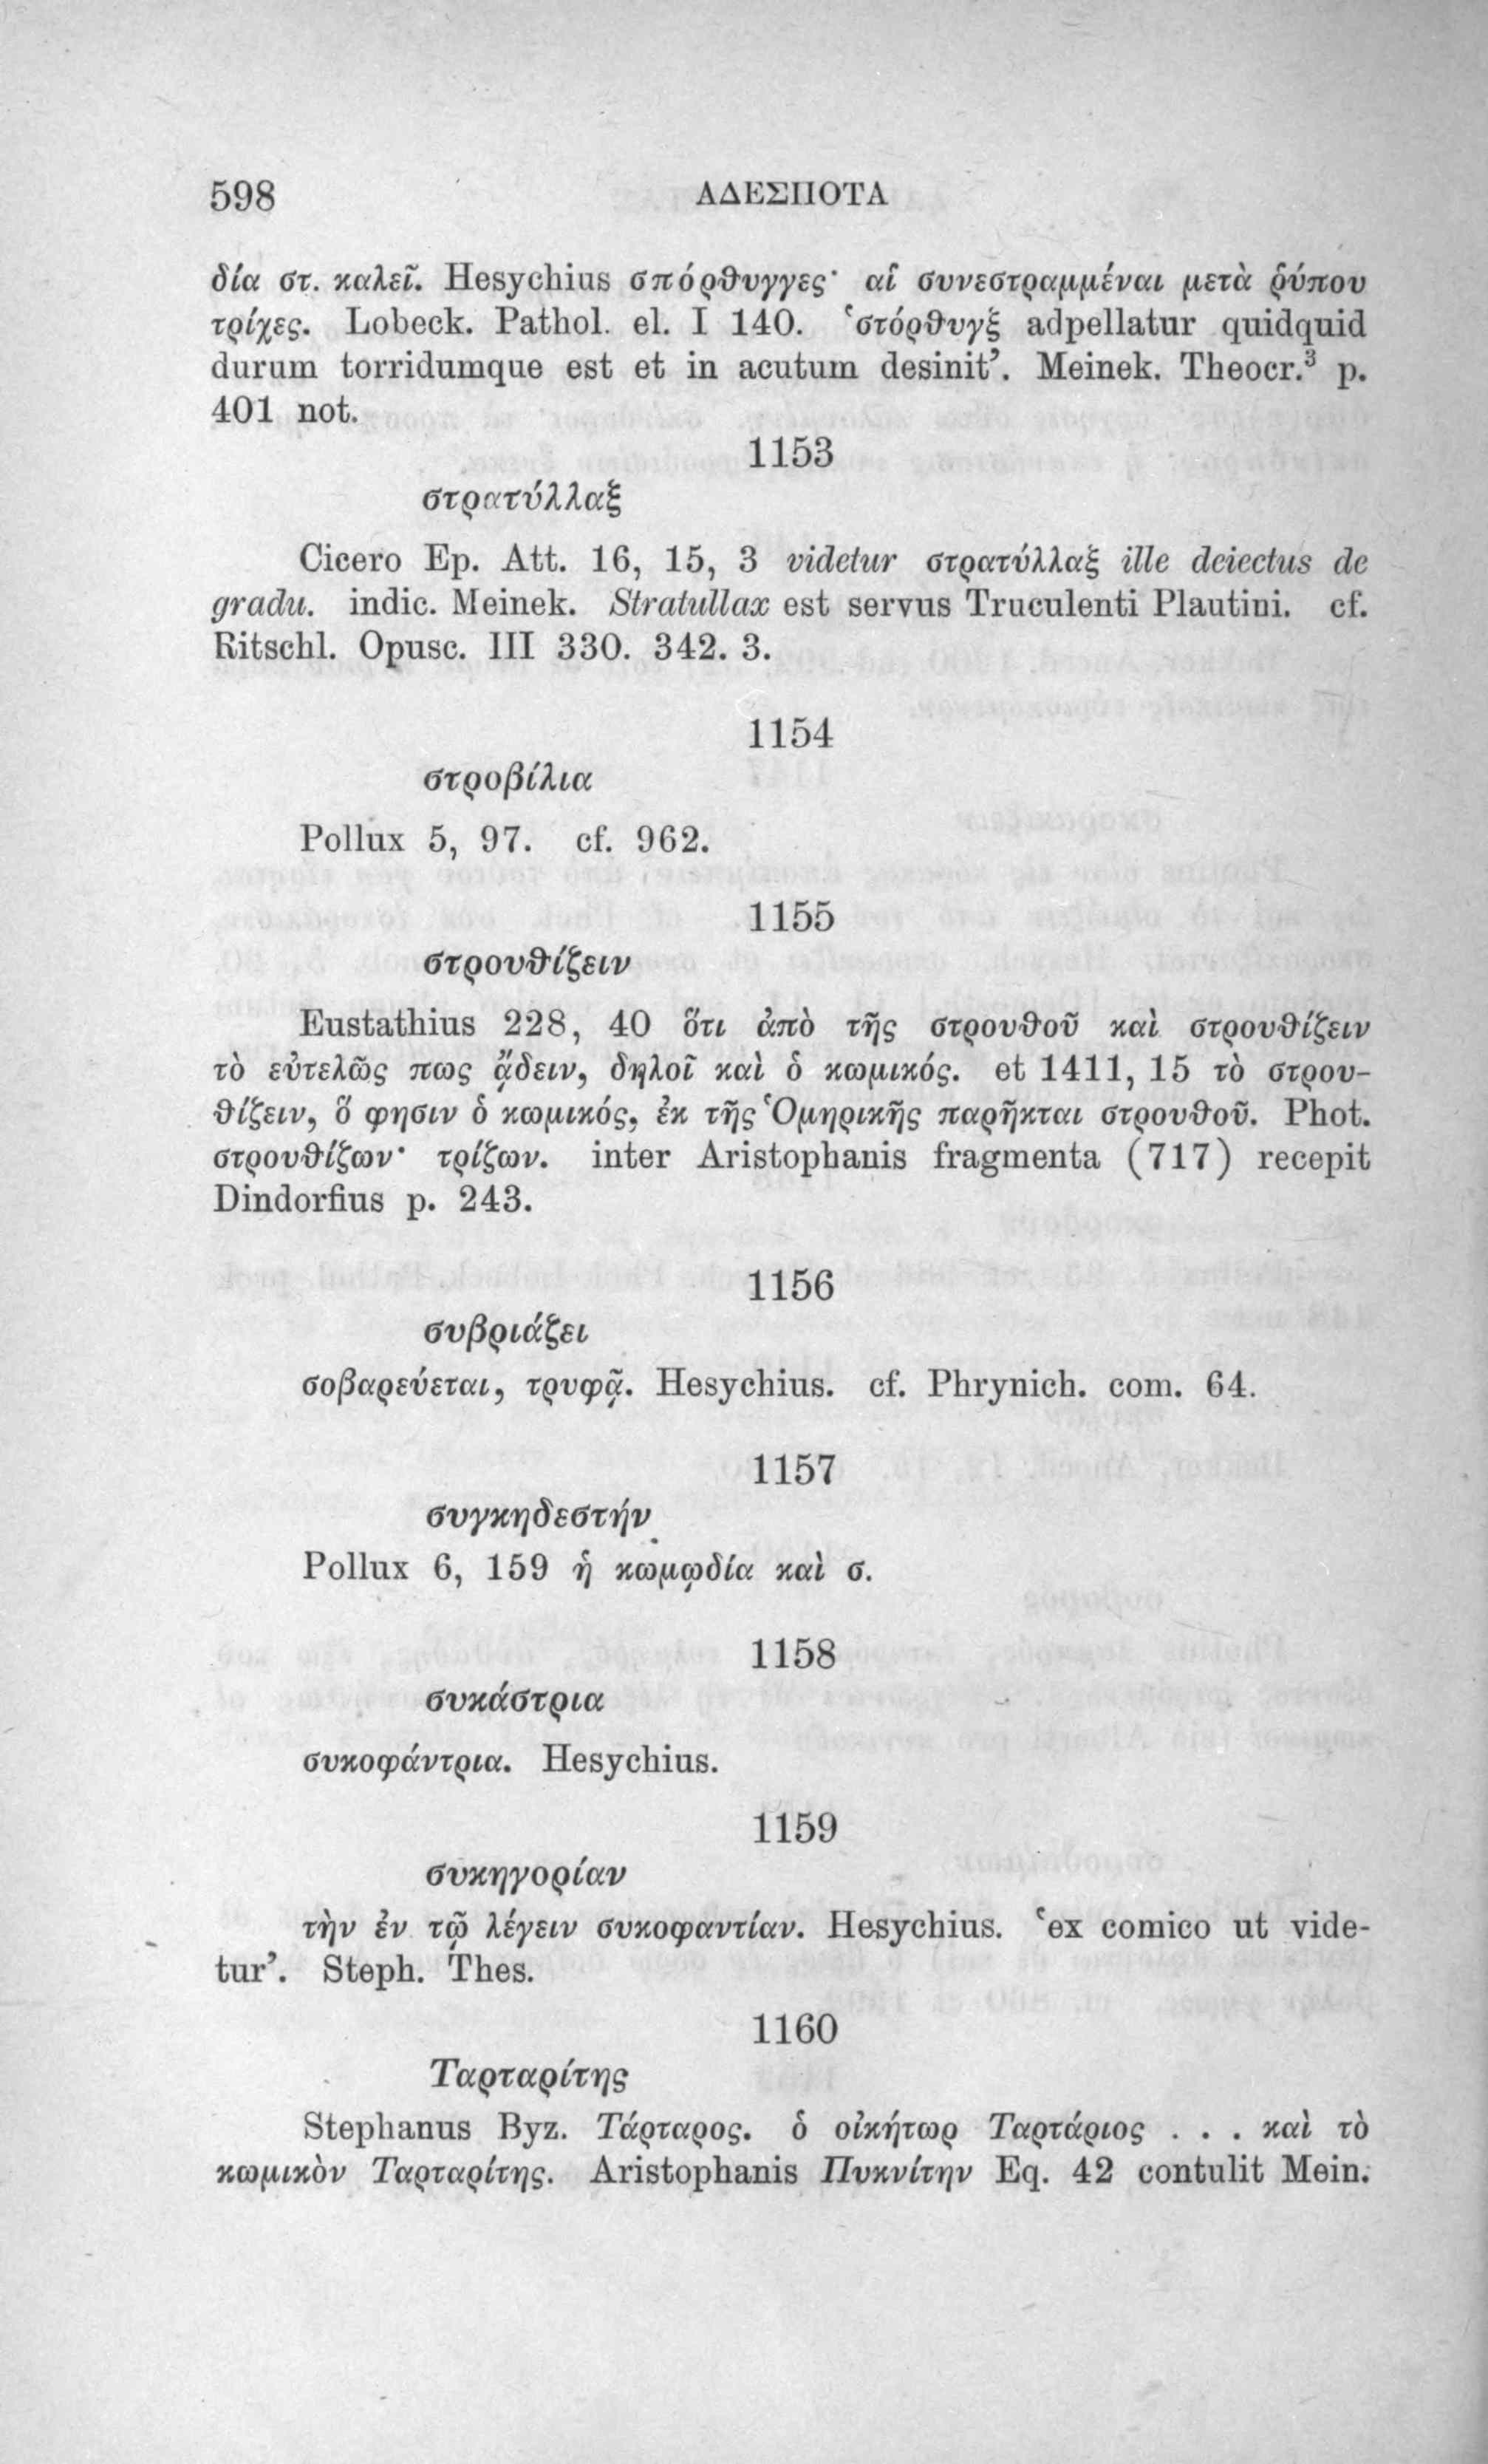 598 ΑΔΕΣΠΟΤΑ
δία στ. καλεῖ. Hesychius σπόρθυγγες· αἱ συνεστραμμέναι μετὰ ῥύπου
τρίχες. Lobeck. Pathol. el. I 140. ‘στόρθυγξ adpellatur quidquid
durum torridumque est et in acutum desinit’. Meinek. Theocr.³ p.
401 not.
1153
στρατύλλαξ
Cicero Ep. Att. 16, 15, 3 videtur στρατύλλαξ ille deiectus de
gradu. indic. Meinek. Stratullax est servus Truculenti Plautini. cf.
Ritschl. Opusc. III 330. 342. 3.
1154
στροβίλια
Pollux 5, 97. cf. 962.
1155
στρουθίζειν
Eustathius 228, 40 ὅτι ἀπὸ τῆς στρουθοῦ καὶ στρουθίζειν
τὸ εὐτελῶς πως ᾄδειν, δηλοῖ καὶ ὁ κωμικός. et 1411, 15 τὸ στρου-
θίζειν, ὅ φησιν ὁ κωμικός, ἐκ τῆς Ὁμηρικῆς παρῆκται στρουθοῦ. Phot.
στρουθίζων· τρίζων. inter Aristophanis fragmenta (717) recepit
Dindorfius p. 243.
1156
συβριάζει
σοβαρεύεται, τρυφᾷ. Hesychius. cf. Phrynich. com. 64.
1157
συγκηδεστήν
Pollux 6, 159 ἡ κωμῳδία καὶ σ.
1158
συκάστρια
συκοφάντρια. Hesychius.
1159
συκηγορίαν
τὴν ἐν τῷ λέγειν συκοφαντίαν. Hesychius. ‘ex comico ut vide-
tur’. Steph. Thes.
1160
Ταρταρίτης
Stephanus Byz. Τάρταρος. ὁ οἰκήτωρ Ταρτάριος . . . καὶ τὸ
κωμικὸν Ταρταρίτης. Aristophanis Πυκνίτην Eq. 42 contulit Mein.